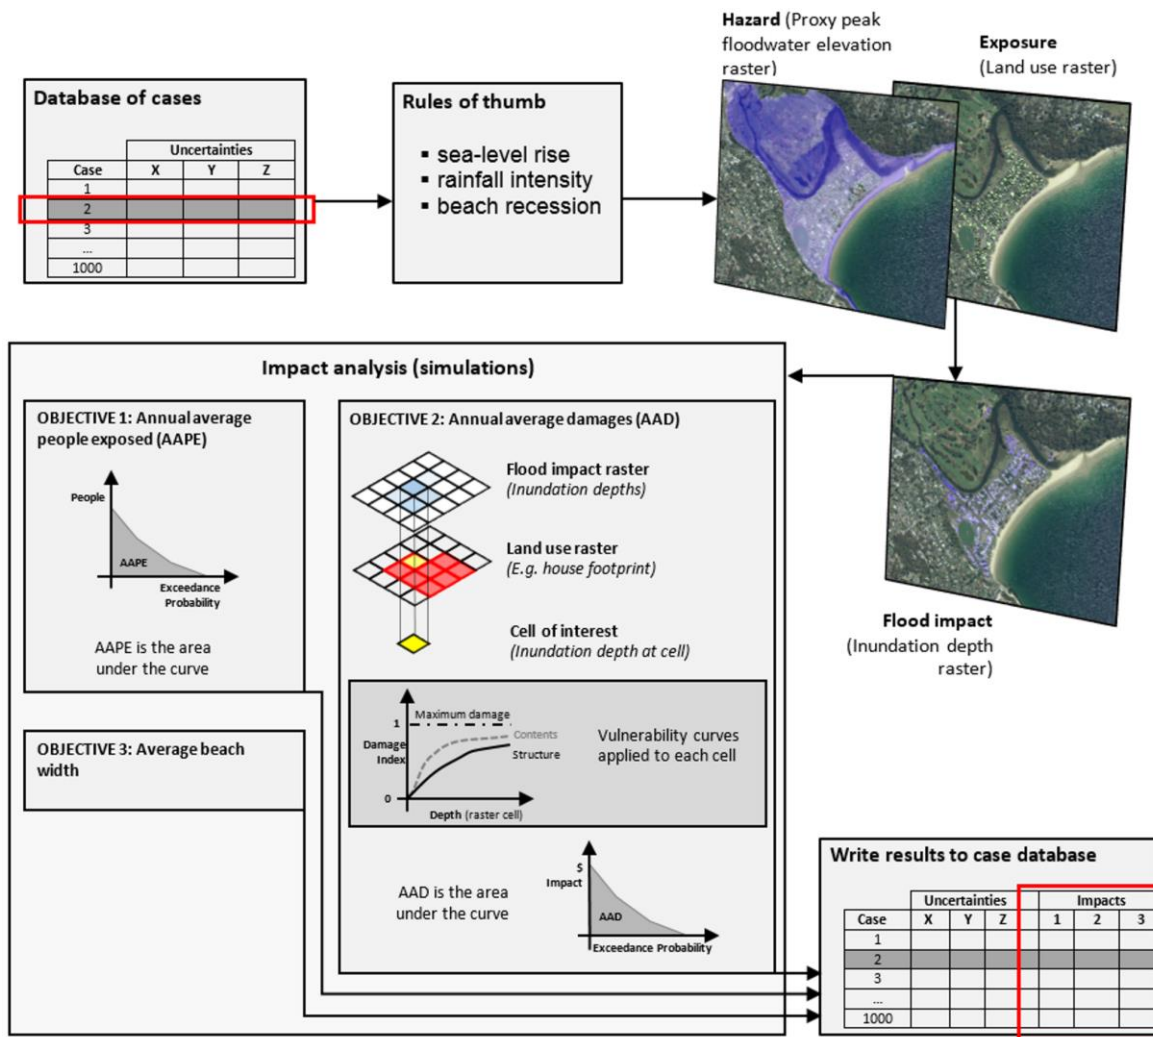 Database of cases
Uncertainties
Case X Y Z
1
2
3
...
1000
Rules of thumb
▪ sea-level rise
▪ rainfall intensity
▪ beach recession
Hazard (Proxy peak
floodwater elevation
raster)
Exposure
(Land use raster)
Flood impact
(Inundation depth
raster)
Impact analysis (simulations)
OBJECTIVE 1: Annual average
people exposed (AAPE)
People
AAPE
Exceedance
Probability
AAPE is the area
under the curve
OBJECTIVE 3: Average beach
width
OBJECTIVE 2: Annual average damages (AAD)
Flood impact raster
(Inundation depths)
Land use raster
(E.g. house footprint)
Cell of interest
(Inundation depth at cell)
1
Maximum damage
Damage
Index
Contents
Structure
0
Depth (raster cell)
Vulnerability curves
applied to each cell
AAD is the area
under the curve
$
Impact
AAD
Exceedance Probability
Write results to case database
Uncertainties Impacts
Case X Y Z 1 2 3
1
2
3
...
1000